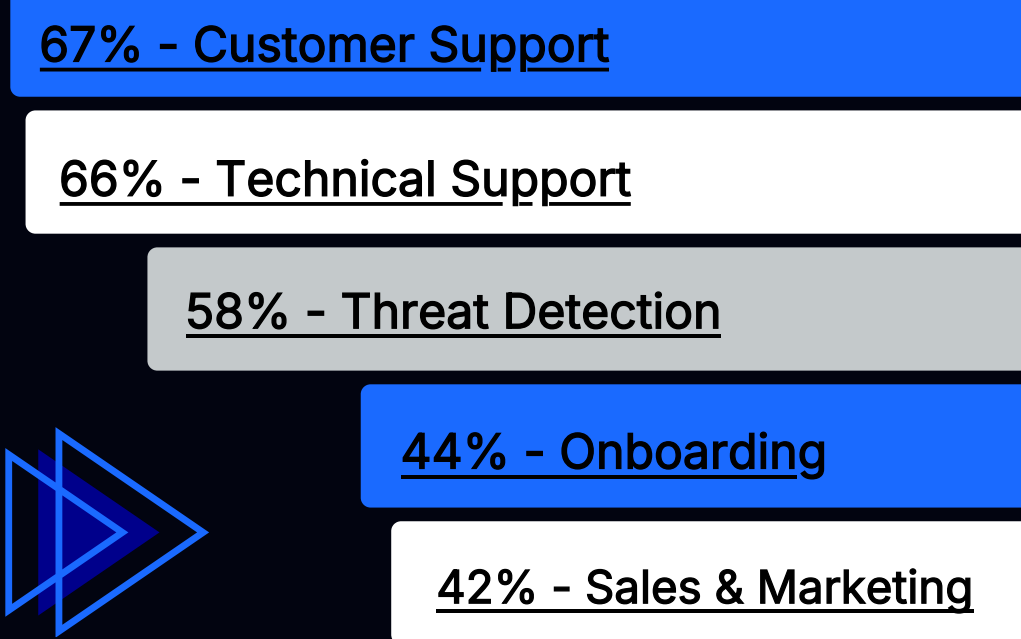 67% - Customer Support
66% - Technical Support
58% - Threat Detection
44% - Onboarding
42% - Sales & Marketing